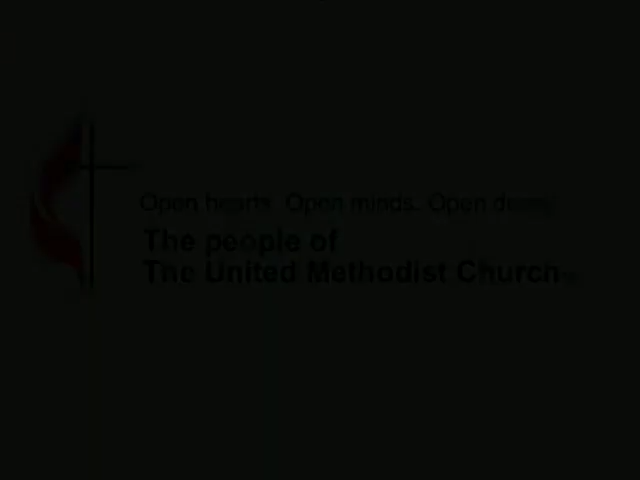 Open hearts. Open minds. Open doors.
The people of
The United Methodist Church